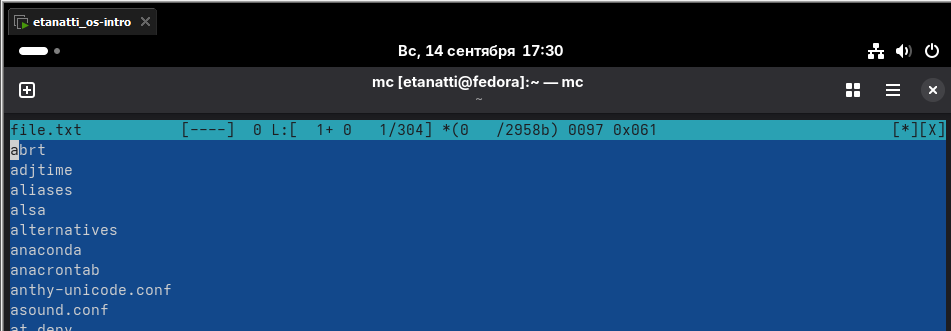 etanatti_os-intro
Вс, 14 сентября 17:30
mc [etanatti@fedora]:~ — mc
~
file.txt [----] 0 L:[ 1+ 0 1/304] *(0 /2958b) 0097 0x061 [*][X]
abrt
adjtime
aliases
alsa
alternatives
anaconda
anacrontab
anthy-unicode.conf
asound.conf
at.deny